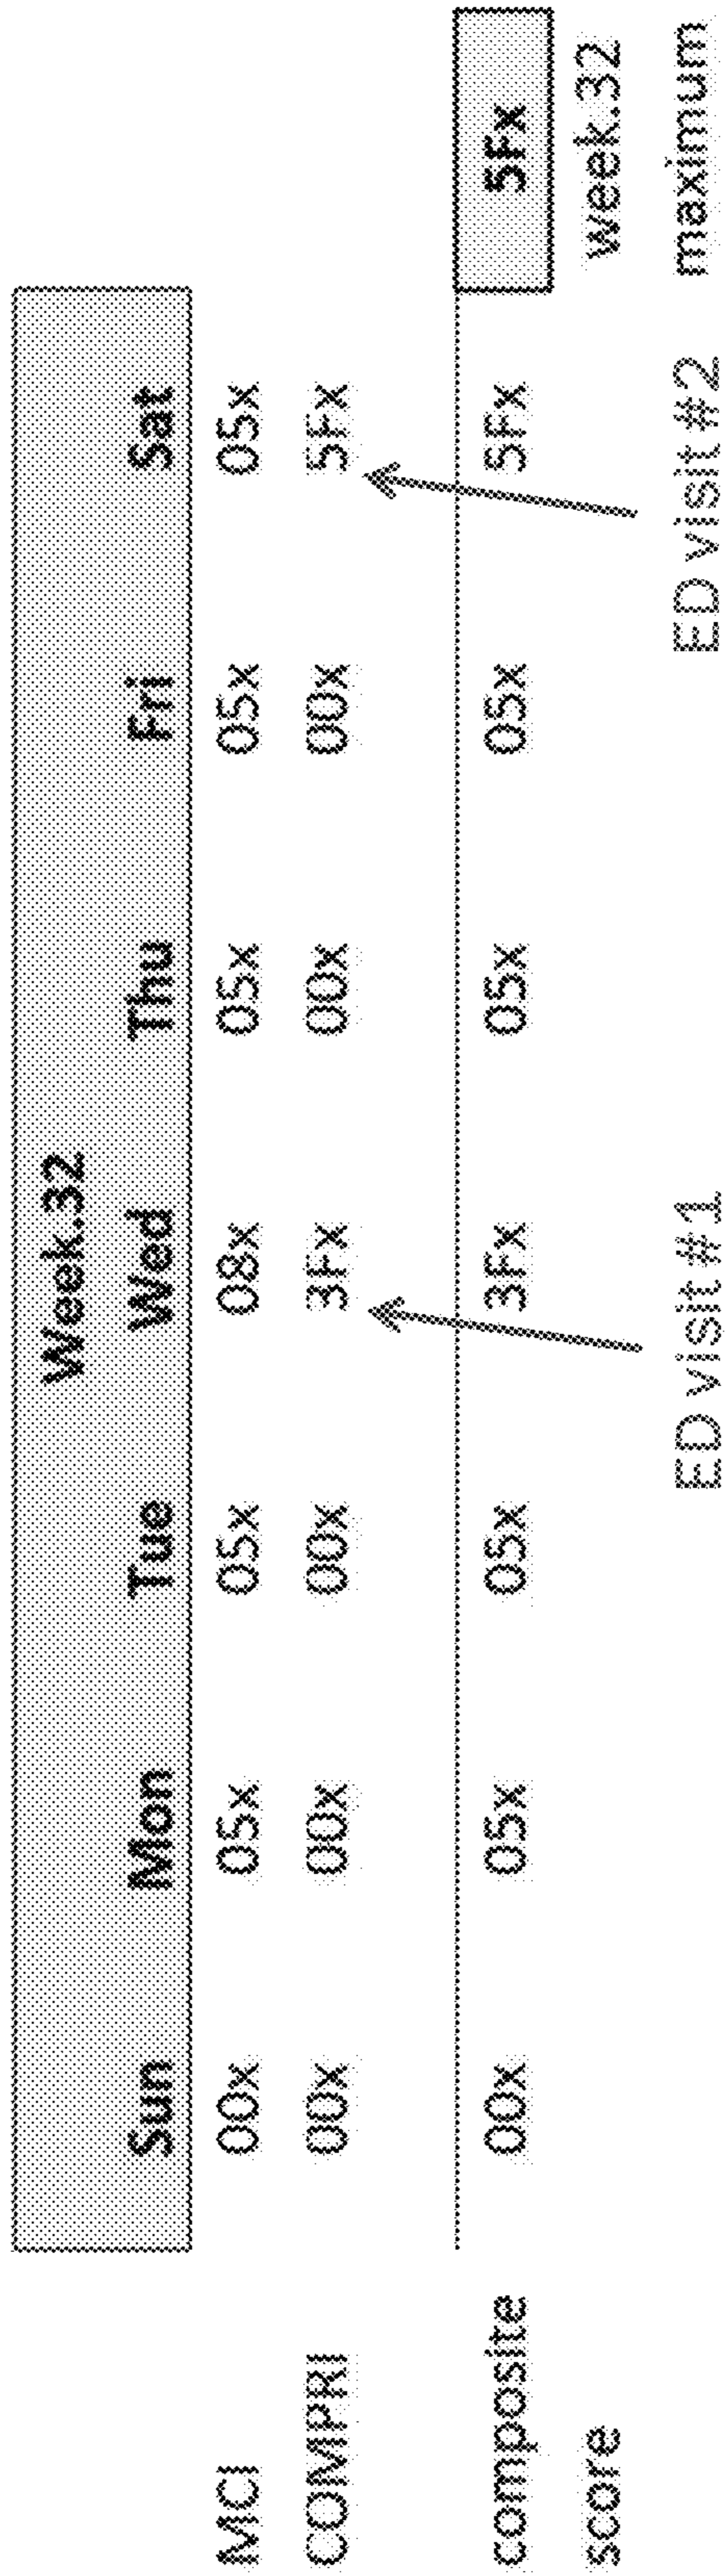 Week.32
Sun Mon Tue Wed Thu Fri Sat
MCI 00x 05x 05x 08x 05x 05x 05x
COMPRI 00x 00x 00x 3Fx 00x 00x 5Fx
composite 00x 05x 05x 3Fx 05x 05x 5Fx 5Fx
score week.32
ED visit #1 ED visit #2 maximum